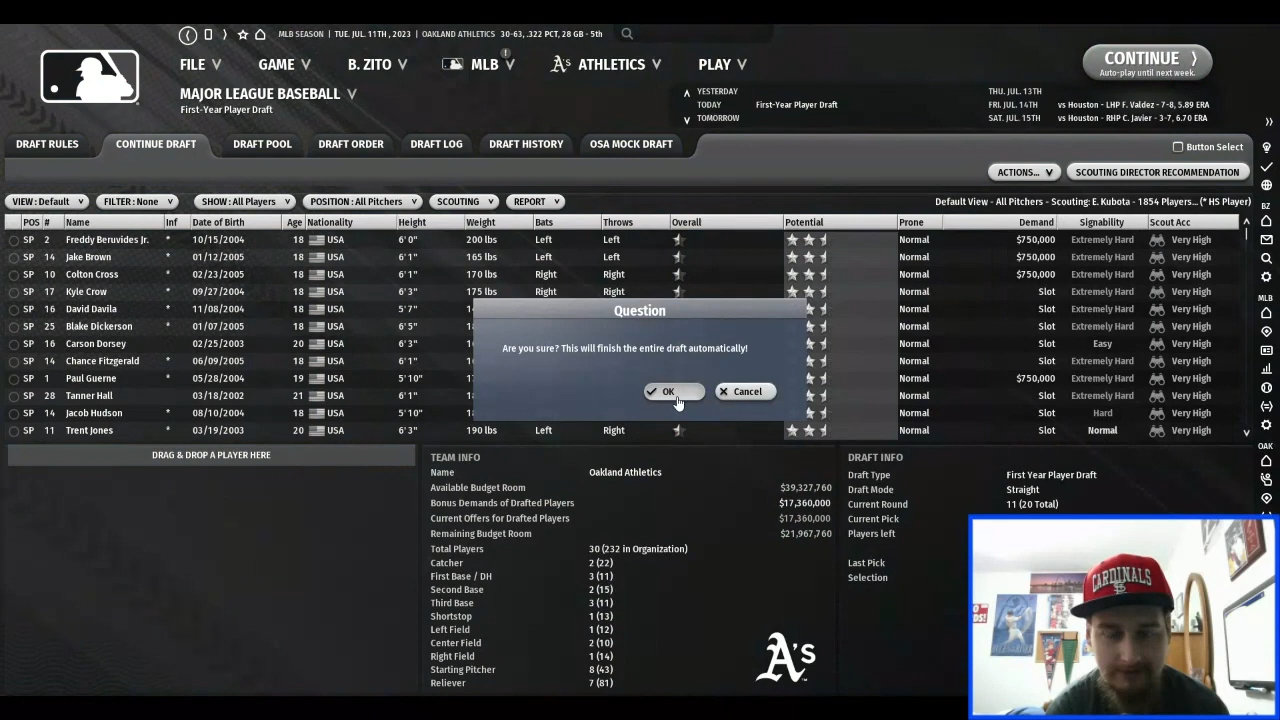 MLB SEASON | TUE. JUL. 11TH , 2023 | OAKLAND ATHLETICS 30-63, .322 PCT, 28 GB - 5th
FILE GAME B. ZITO MLB ATHLETICS PLAY
CONTINUE
Auto-play until next week.
MAJOR LEAGUE BASEBALL
First-Year Player Draft
YESTERDAY
TODAY First-Year Player Draft
TOMORROW
THU. JUL. 13TH
FRI. JUL. 14TH vs Houston - LHP F. Valdez - 7-8, 5.89 ERA
SAT. JUL. 15TH vs Houston - RHP C. Javier - 3-7, 6.70 ERA
DRAFT RULES CONTINUE DRAFT DRAFT POOL DRAFT ORDER DRAFT LOG DRAFT HISTORY OSA MOCK DRAFT Button Select
ACTIONS... SCOUTING DIRECTOR RECOMMENDATION
VIEW : Default FILTER : None SHOW : All Players POSITION : All Pitchers SCOUTING REPORT Default View - All Pitchers - Scouting: E. Kubota - 1854 Players... (* HS Player)
POS # Name Inf Date of Birth Age Nationality Height Weight Bats Throws Overall Potential Prone Demand Signability Scout Acc
SP 2 Freddy Beruvides Jr. * 10/15/2004 18 USA 6'0" 200 lbs Left Left Normal $750,000 Extremely Hard Very High
SP 14 Jake Brown * 01/12/2005 18 USA 6'1" 165 lbs Left Left Normal $750,000 Extremely Hard Very High
SP 10 Colton Cross * 02/23/2005 18 USA 6'1" 170 lbs Right Right Normal $750,000 Extremely Hard Very High
SP 17 Kyle Crow * 09/27/2004 18 USA 6'3" 175 lbs Right Right Normal Slot Extremely Hard Very High
SP 16 David Davila * 11/08/2004 18 USA 5'7" Normal Slot Extremely Hard Very High
SP 25 Blake Dickerson * 01/07/2005 18 USA 6'5" Normal Slot Extremely Hard Very High
SP 16 Carson Dorsey 02/25/2003 20 USA 6'3" Normal Slot Easy Very High
SP 14 Chance Fitzgerald * 06/09/2005 18 USA 6'1" Normal Slot Extremely Hard Very High
SP 1 Paul Guerne * 05/28/2004 19 USA 5'10" Normal $750,000 Extremely Hard Very High
SP 28 Tanner Hall 03/18/2002 21 USA 6'1" Normal Slot Extremely Hard Very High
SP 14 Jacob Hudson * 08/10/2004 18 USA 5'10" Normal Slot Hard Very High
SP 11 Trent Jones * 03/19/2003 20 USA 6'3" 190 lbs Left Right Normal Slot Normal Very High
Question
Are you sure? This will finish the entire draft automatically!
OK Cancel
DRAG & DROP A PLAYER HERE
TEAM INFO
Name Oakland Athletics
Available Budget Room $39,327,760
Bonus Demands of Drafted Players $17,360,000
Current Offers for Drafted Players $17,360,000
Remaining Budget Room $21,967,760
Total Players 30 (232 in Organization)
Catcher 2 (22)
First Base / DH 3 (11)
Second Base 2 (15)
Third Base 3 (11)
Shortstop 1 (13)
Left Field 1 (12)
Center Field 2 (10)
Right Field 1 (14)
Starting Pitcher 8 (43)
Reliever 7 (81)
A's
DRAFT INFO
Draft Type First Year Player Draft
Draft Mode Straight
Current Round 11 (20 Total)
Current Pick
Players left
Last Pick
Selection
BZ
MLB
OAK
CARDINALS